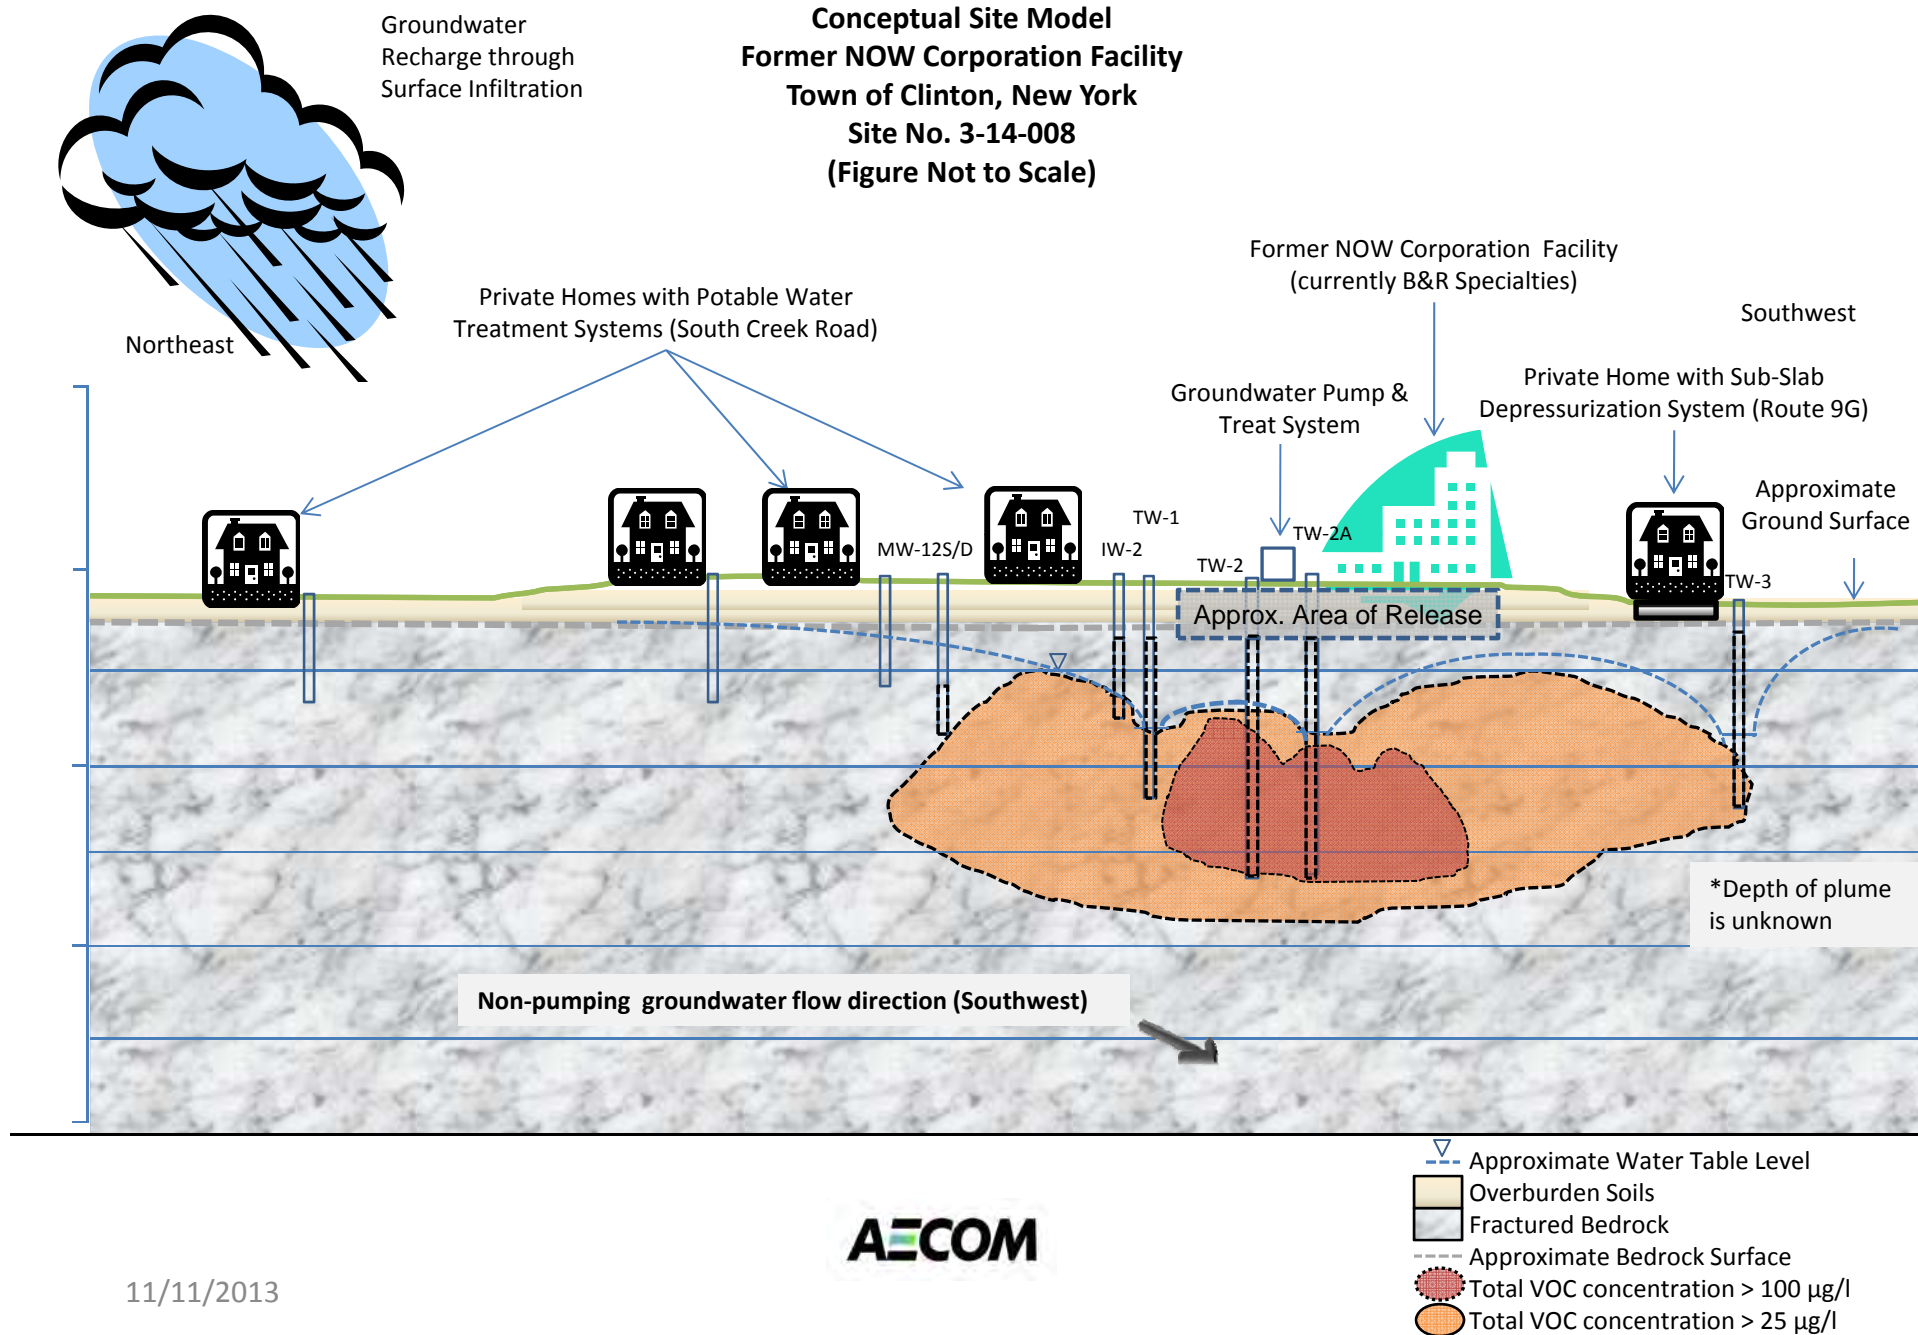 Groundwater
Recharge through
Surface Infiltration
Conceptual Site Model
Former NOW Corporation Facility
Town of Clinton, New York
Site No. 3-14-008
(Figure Not to Scale)
Northeast
Private Homes with Potable Water
Treatment Systems (South Creek Road)
Former NOW Corporation Facility
(currently B&R Specialties)
Southwest
Groundwater Pump &
Treat System
Private Home with Sub-Slab
Depressurization System (Route 9G)
Approximate
Ground Surface
MW-12S/D
IW-2
TW-1
TW-2
TW-2A
TW-3
Approx. Area of Release
*Depth of plume
is unknown
Non-pumping groundwater flow direction (Southwest)
Approximate Water Table Level
Overburden Soils
Fractured Bedrock
Approximate Bedrock Surface
Total VOC concentration > 100 µg/l
Total VOC concentration > 25 µg/l
AECOM
11/11/2013